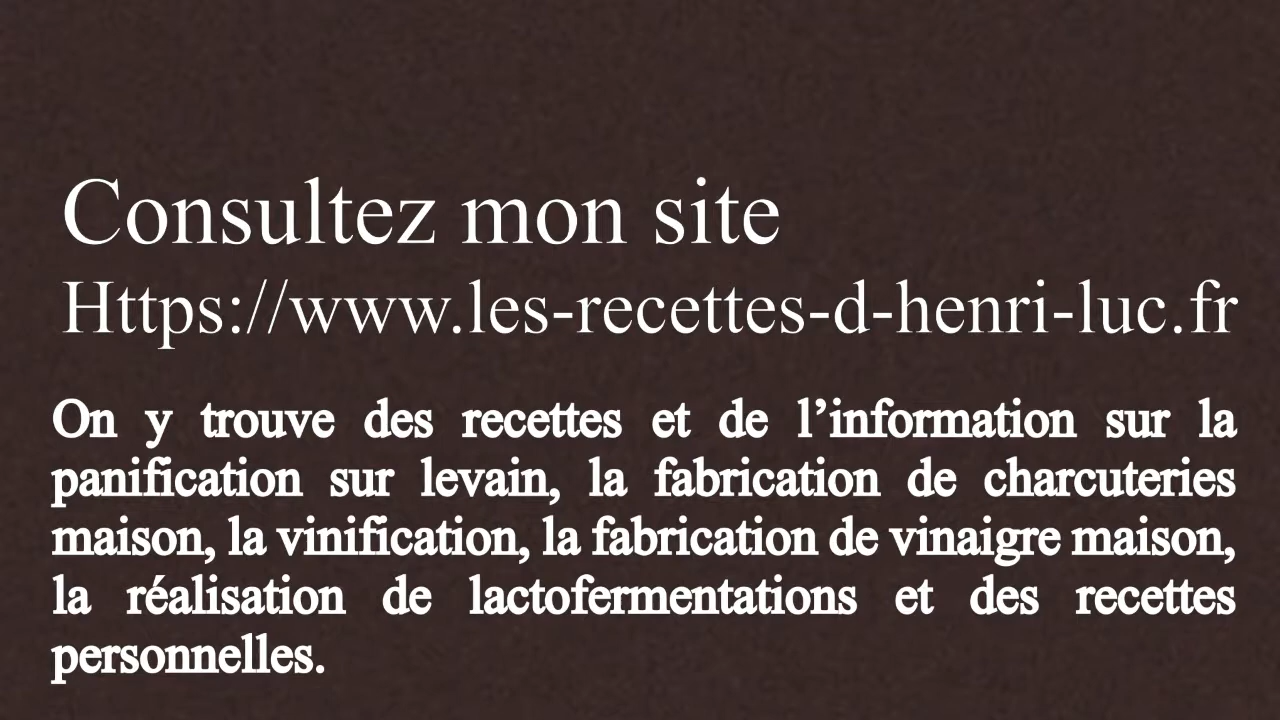 Consultez mon site
Https://www.les-recettes-d-henri-luc.fr
On y trouve des recettes et de l’information sur la
panification sur levain, la fabrication de charcuteries
maison, la vinification, la fabrication de vinaigre maison,
la réalisation de lactofermentations et des recettes
personnelles.